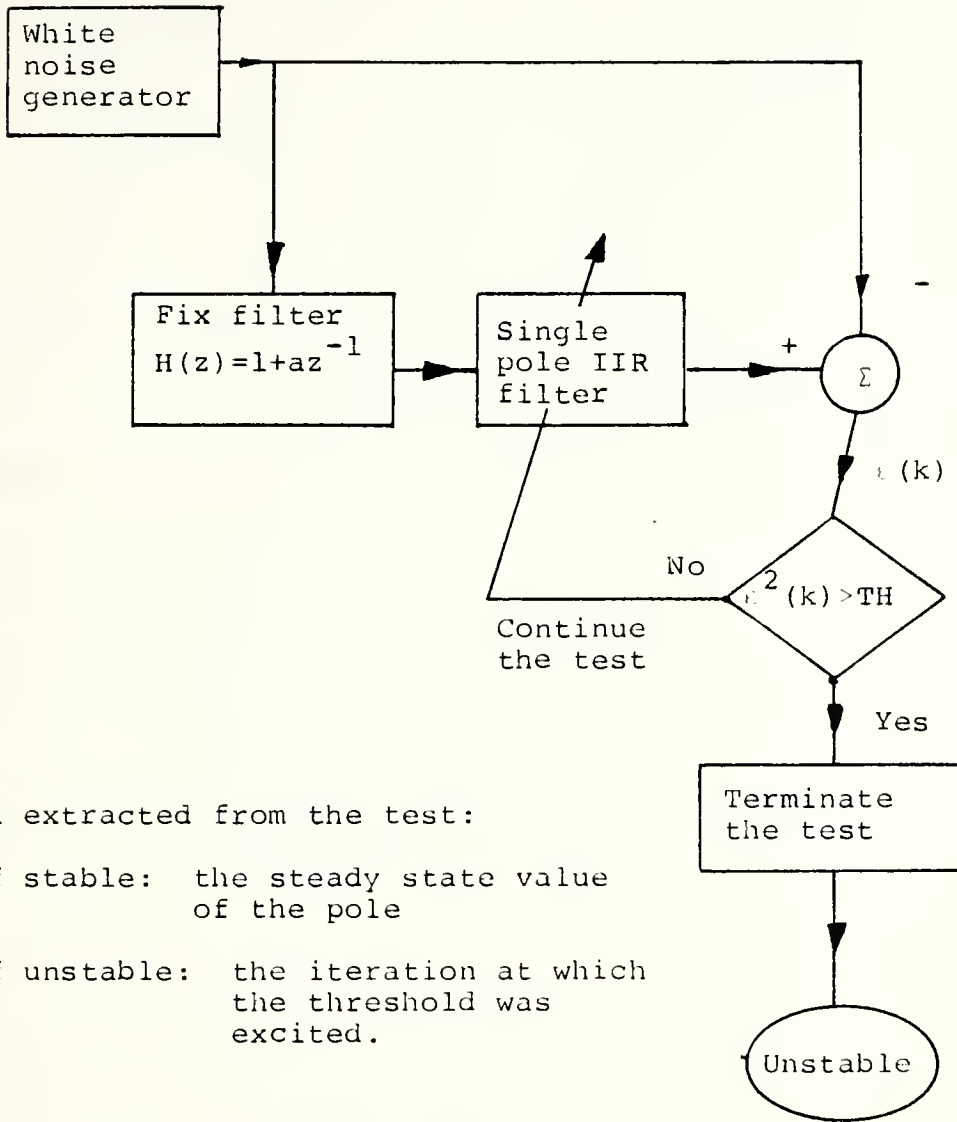 White
noise
generator
Fix filter
H(z)=1+az^-1
Single
pole IIR
filter
-
+
Σ
ε(k)
No
ε^2(k)>TH
Continue
the test
Yes
Terminate
the test
extracted from the test:
stable: the steady state value
of the pole
unstable: the iteration at which
the threshold was
excited.
Unstable